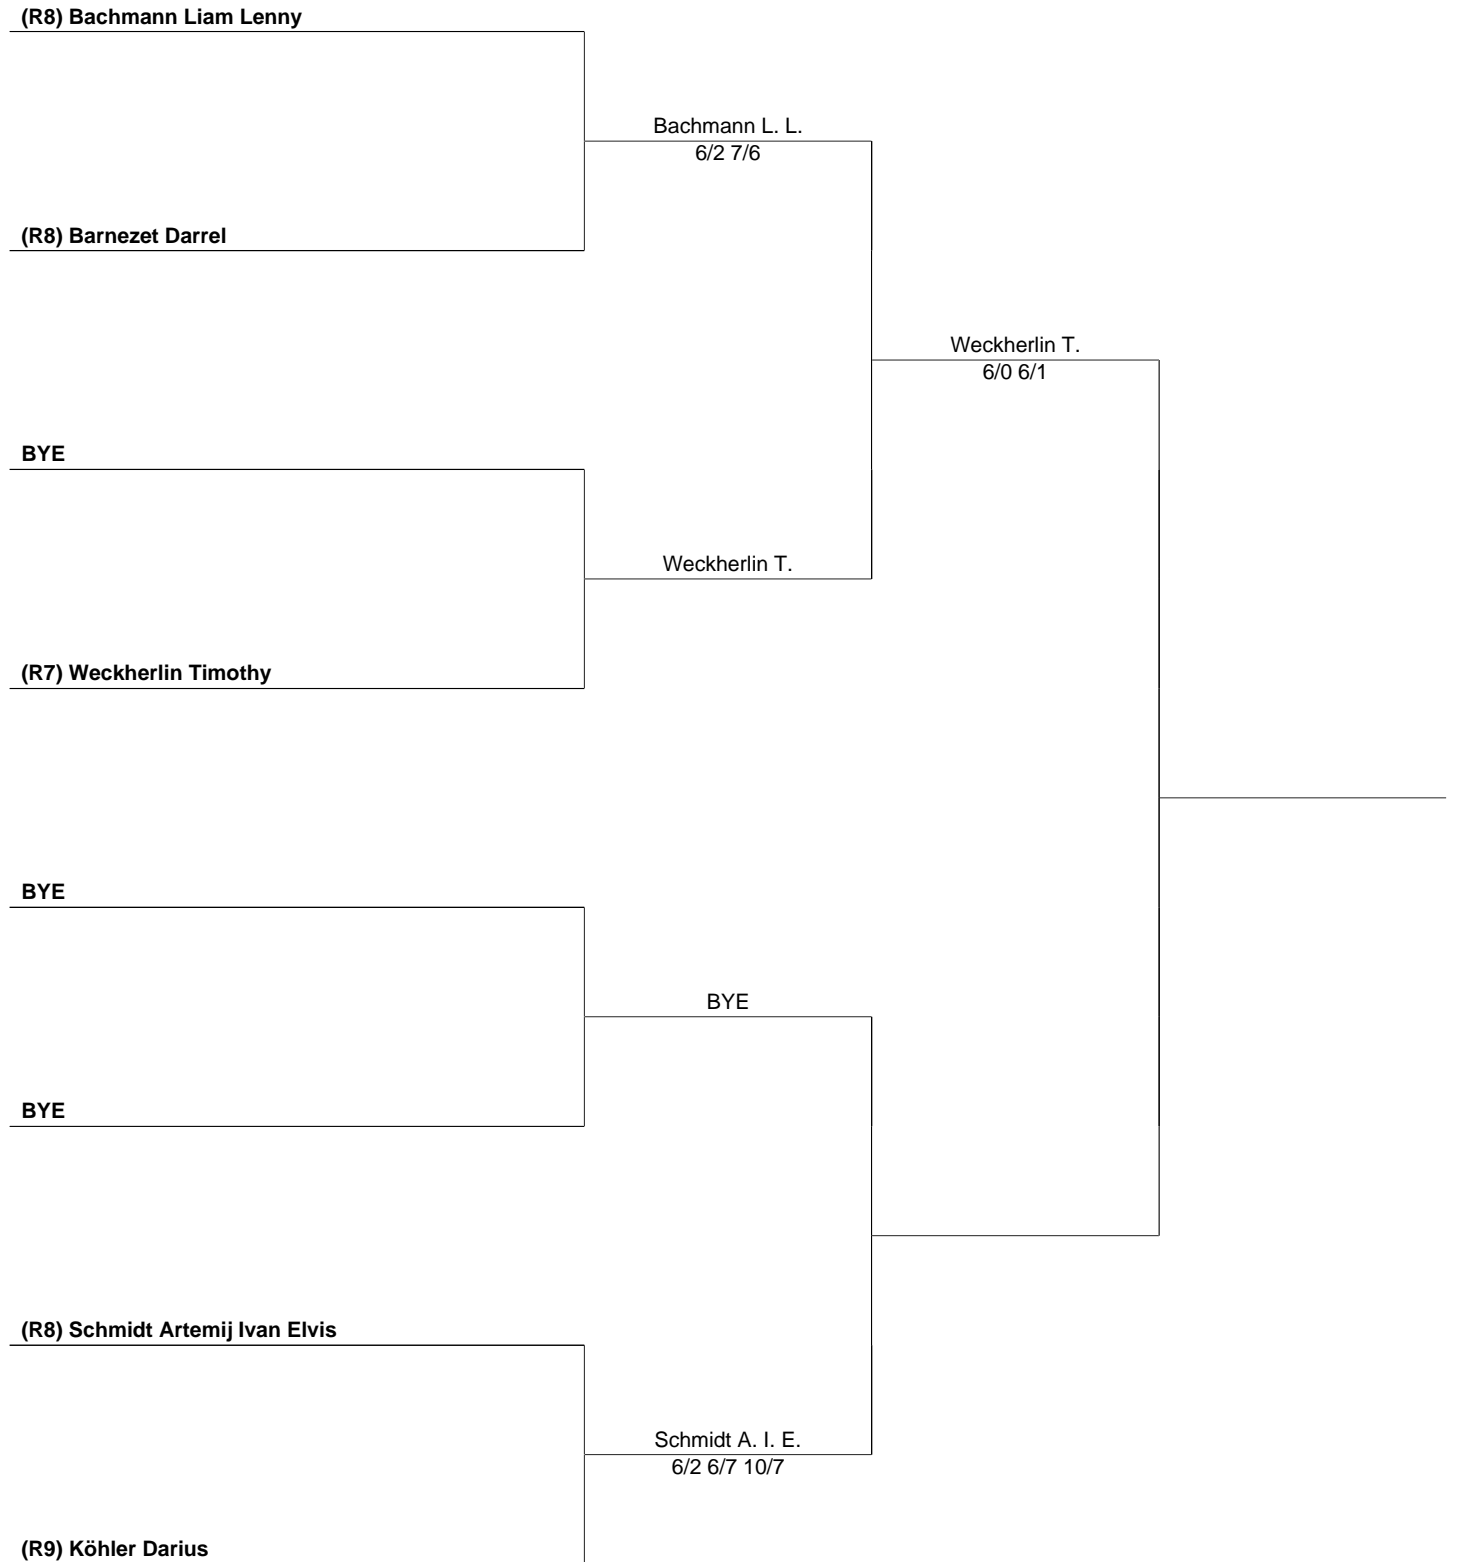 (R8) Bachmann Liam Lenny
Bachmann L. L.
6/2 7/6
(R8) Barnezet Darrel
Weckherlin T.
6/0 6/1
BYE
Weckherlin T.
(R7) Weckherlin Timothy
BYE
BYE
BYE
(R8) Schmidt Artemij Ivan Elvis
Schmidt A. I. E.
6/2 6/7 10/7
(R9) Köhler Darius